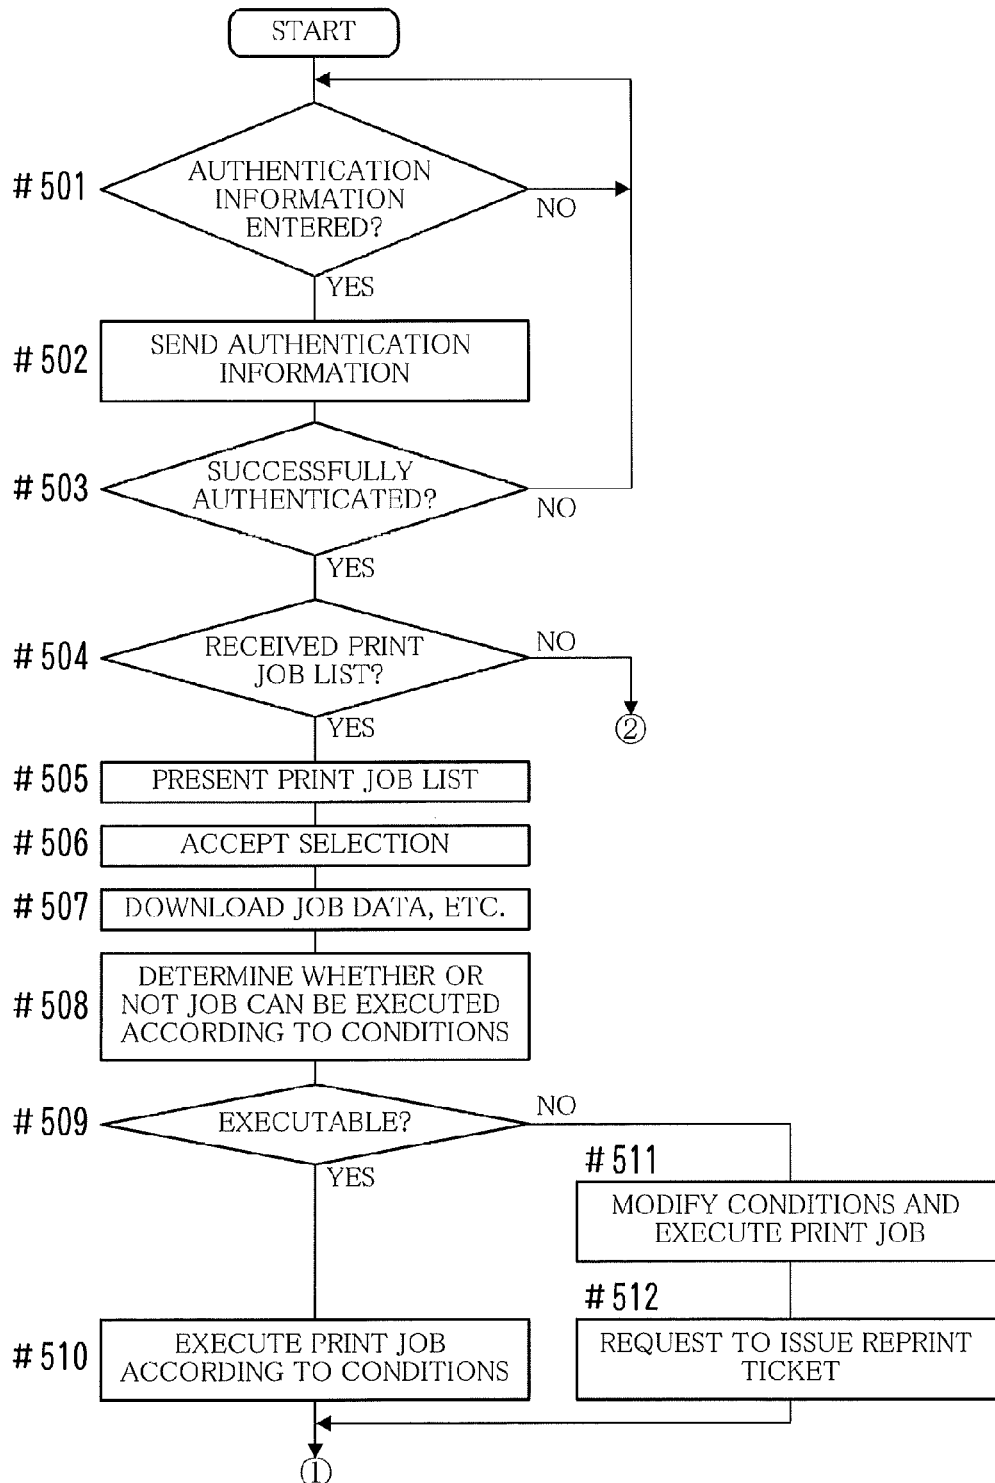 START
#501
AUTHENTICATION
INFORMATION
ENTERED?
NO
YES
#502
SEND AUTHENTICATION
INFORMATION
#503
SUCCESSFULLY
AUTHENTICATED?
NO
YES
#504
RECEIVED PRINT
JOB LIST?
NO
②
YES
#505
PRESENT PRINT JOB LIST
#506
ACCEPT SELECTION
#507
DOWNLOAD JOB DATA, ETC.
#508
DETERMINE WHETHER OR
NOT JOB CAN BE EXECUTED
ACCORDING TO CONDITIONS
#509
EXECUTABLE?
NO
YES
#511
MODIFY CONDITIONS AND
EXECUTE PRINT JOB
#512
REQUEST TO ISSUE REPRINT
TICKET
#510
EXECUTE PRINT JOB
ACCORDING TO CONDITIONS
①